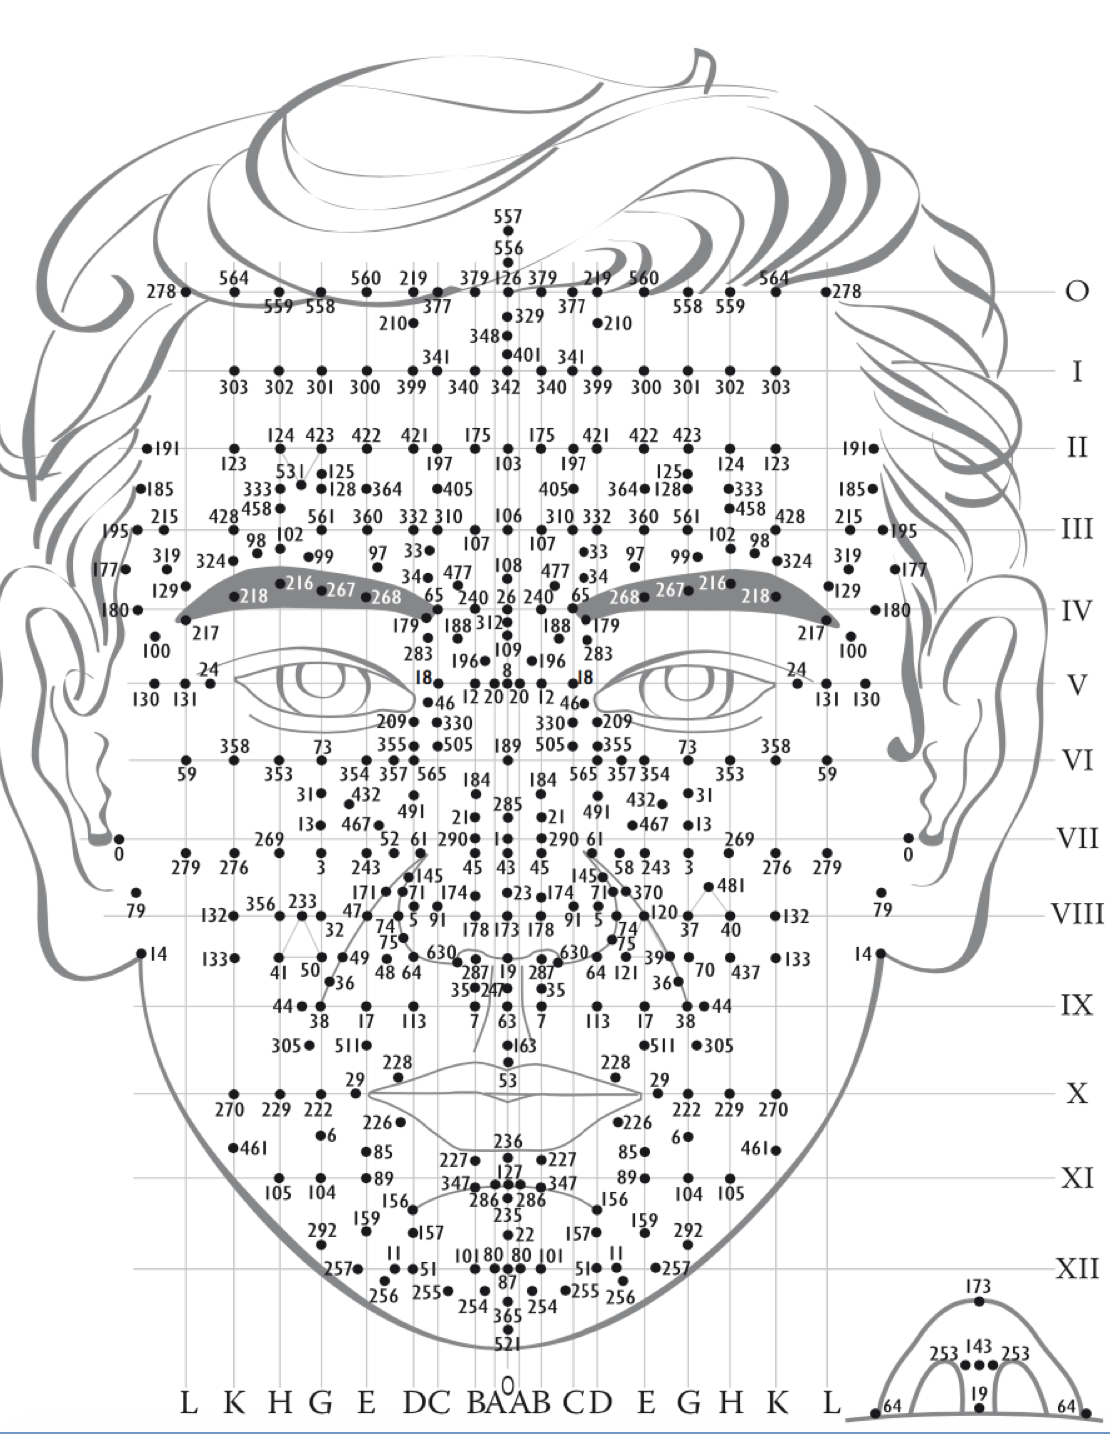 557
556
564 560 219 379 126 379 219 560 564
278 278 O
559 558 377 377 558 559
210 329 210
348
341 401 341
I
303 302 301 300 399 340 342 340 399 300 301 302 303
124 423 422 421 175 175 421 422 423
191 191 II
123 531 197 103 197 124 123
125 125
185 333 128 364 405 405 364 128 333 185
458 458
215 428 561 360 332 310 106 310 332 360 561 428 215
195 195 III
98 102 107 107 102 98
324 99 97 33 33 97 99 324
319 319
177 108 177
34 477 477 34
129 216 267 216 129
218 268 65 240 26 240 65 268 267 218
180 180 IV
217 179 312 179 217
188 188
100 283 109 283 100
196 196
24 18 8 18 24
V
130 131 12 20 20 12 131 130
46 46
209 330 330 209
358 73 355 505 189 505 355 73 358
VI
59 353 354 357 565 565 357 354 353 59
31 432 184 184 432 31
491 285 491
13 467 21 21 467 13
269 52 61 290 1 290 61 269
VII
0 0
279 276 3 243 45 43 45 58 243 3 276 279
145 145
171 71 174 23 174 71 370 481
79 79
356 233
132 47 120 132 VIII
32 74 5 91 178 173 178 91 5 74 37 40
75 75
14 630 630 14
133 49 39 133
41 50 48 64 287 19 287 64 121 70 437
36 36
35 247 35
44 44 IX
38 17 113 7 63 7 113 17 38
305 511 163 511 305
228 228
29 53 29
X
270 229 222 222 229 270
226 226
6 6
461 236 461
85 227 227 85
127
89 347 347 89 XI
105 104 286 286 104 105
156 235 156
159 157 22 157 159
292 292
11 101 80 80 101 11
257 51 51 257 XII
87
256 255 254 254 255 256
365
521
173
253 143 253
0
19
L K H G E D C B A A B C D E G H K L 64 64